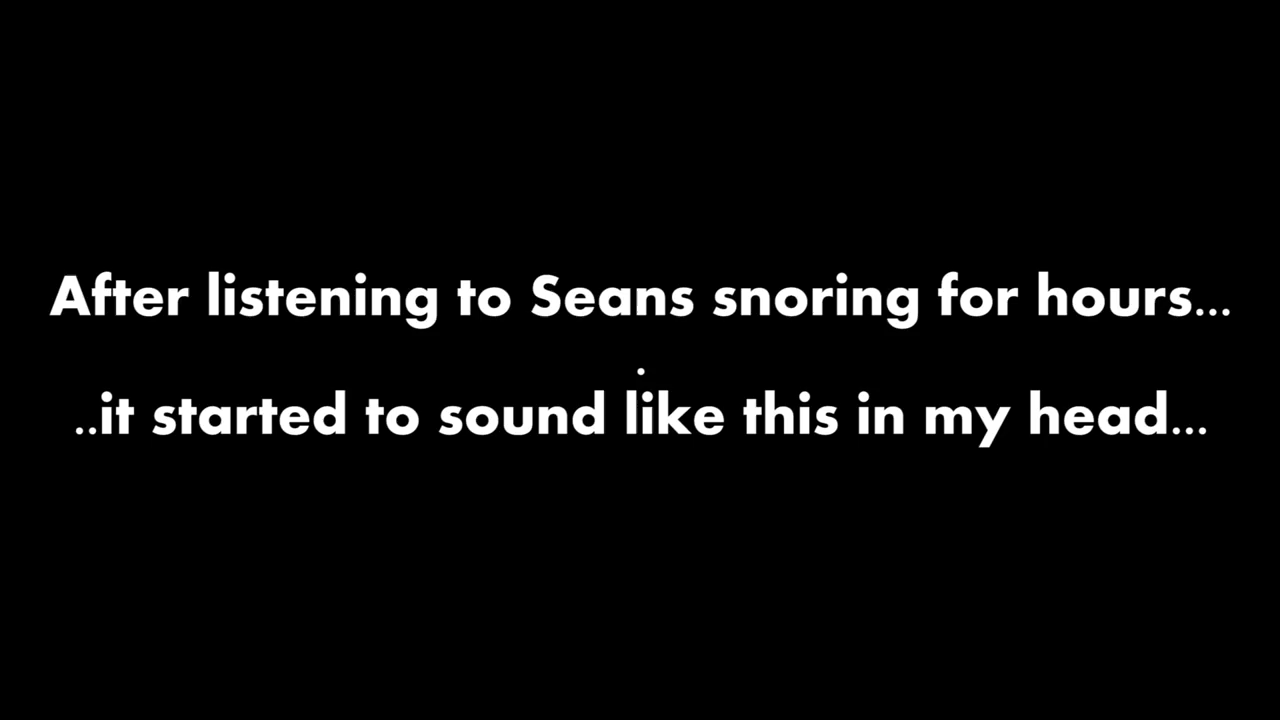 After listening to Seans snoring for hours...
.
..it started to sound like this in my head...